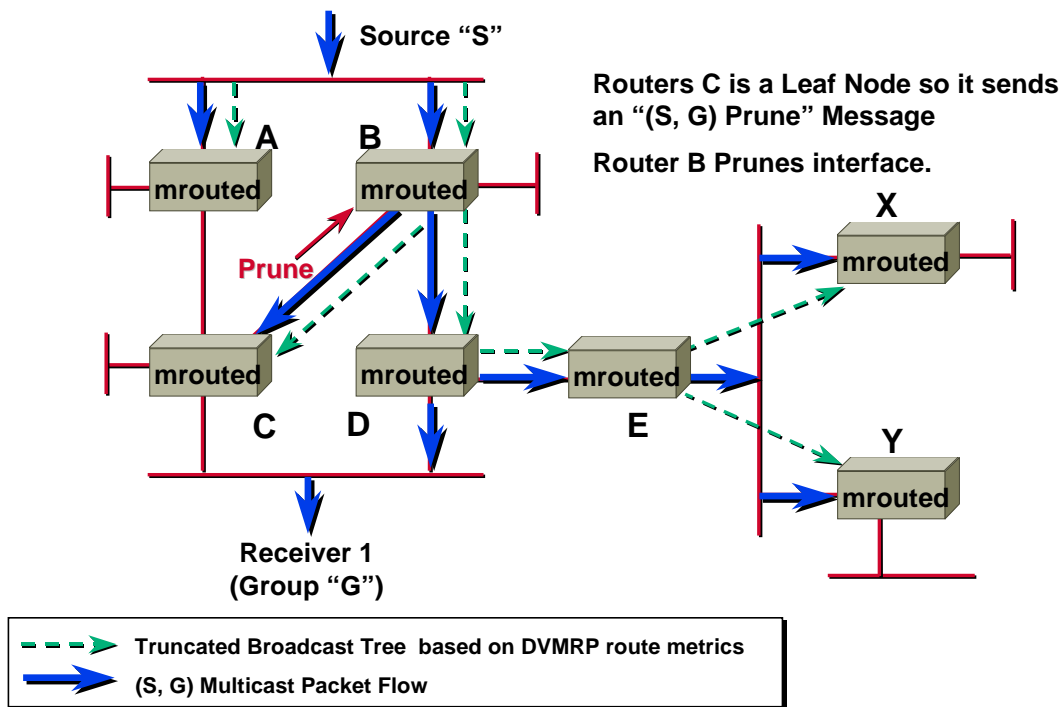 Source “S”
Routers C is a Leaf Node so it sends
an “(S, G) Prune” Message
Router B Prunes interface.
A
B
mrouted
mrouted
X
mrouted
Prune
mrouted
mrouted
mrouted
C
D
E
Y
mrouted
Receiver 1
(Group “G”)
Truncated Broadcast Tree based on DVMRP route metrics
(S, G) Multicast Packet Flow